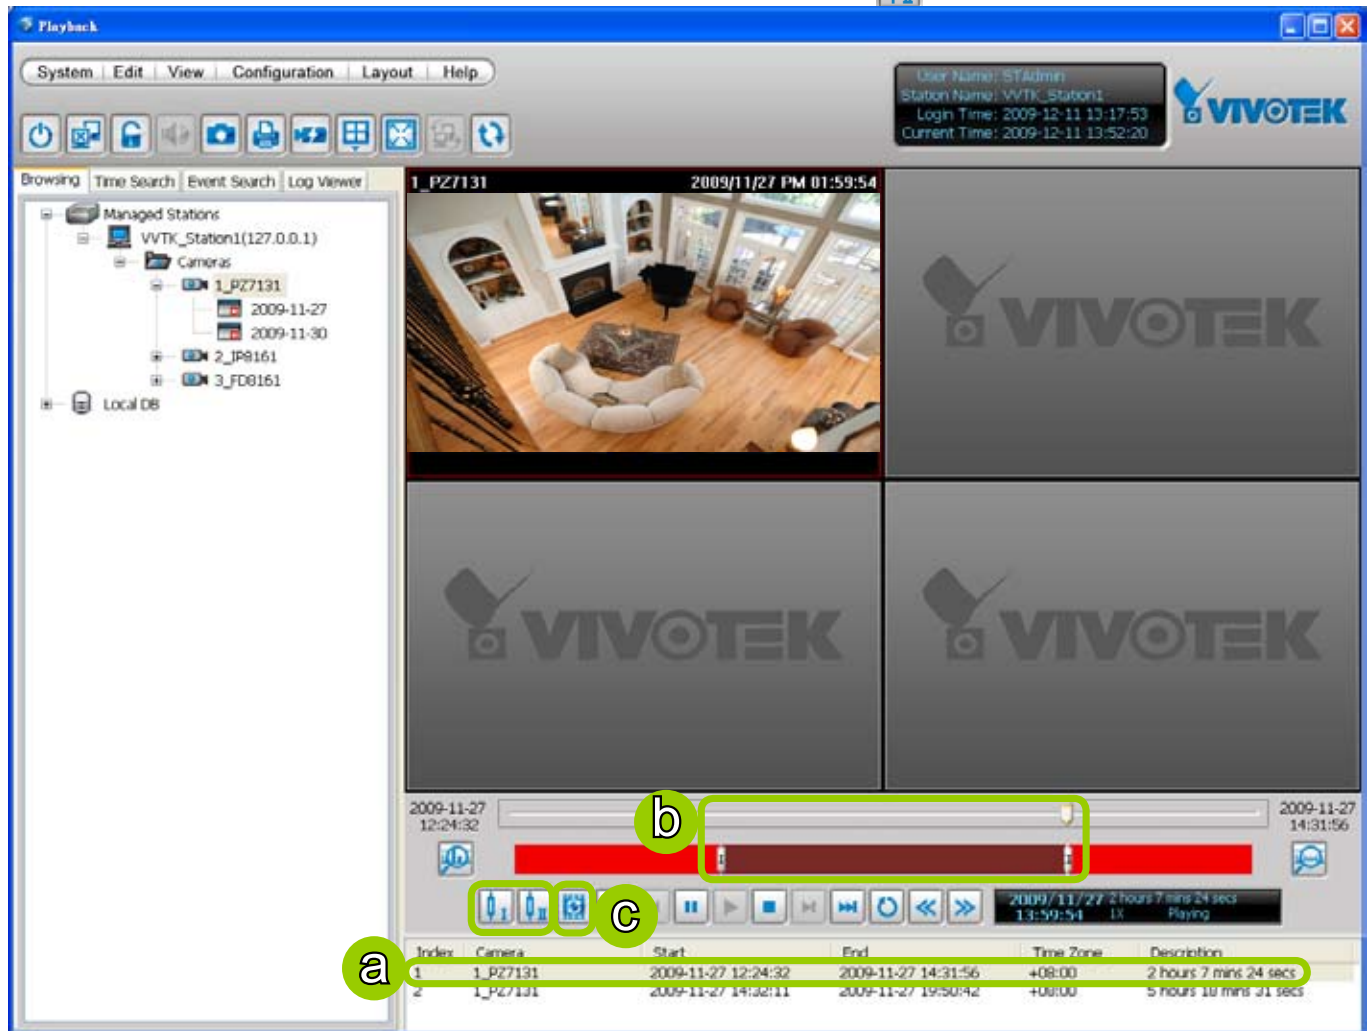 Playback
System Edit View Configuration Layout Help
User Name: STAdmin
Station Name: VVTK_Station1
Login Time: 2009-12-11 13:17:53
Current Time: 2009-12-11 13:52:20
VIVOTEK
Browsing Time Search Event Search Log Viewer
Managed Stations
VVTK_Station1(127.0.0.1)
Cameras
1_PZ7131
2009-11-27
2009-11-30
2_IP8161
3_FD8161
Local DB
1_PZ7131 2009/11/27 PM 01:59:54
VIVOTEK
VIVOTEK
VIVOTEK
2009-11-27
12:24:32
b
2009-11-27
14:31:56
I II
c
2009/11/27 2 hours 7 mins 24 secs
13:59:54 1X Playing
a
Index Camera Start End Time Zone Description
1 1_PZ7131 2009-11-27 12:24:32 2009-11-27 14:31:56 +08:00 2 hours 7 mins 24 secs
2 1_PZ7131 2009-11-27 14:32:11 2009-11-27 19:50:42 +08:00 5 hours 18 mins 31 secs